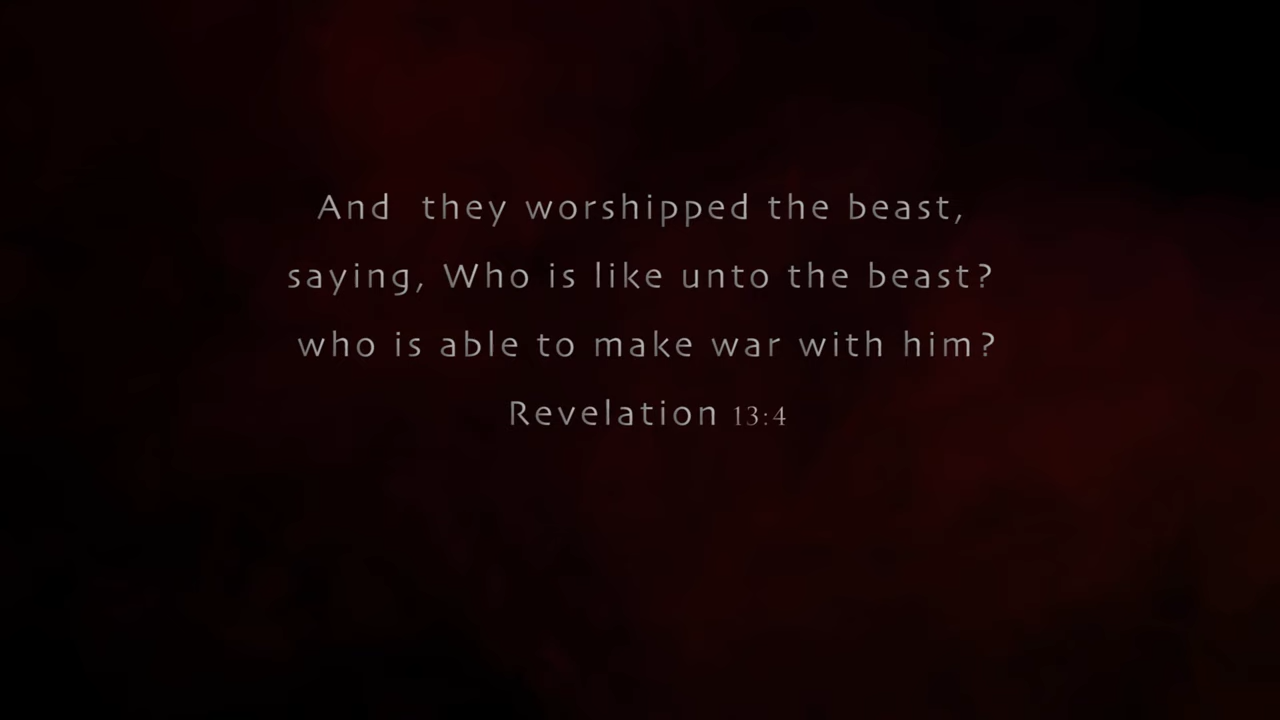 And they worshipped the beast,
saying, Who is like unto the beast?
who is able to make war with him?
Revelation 13:4